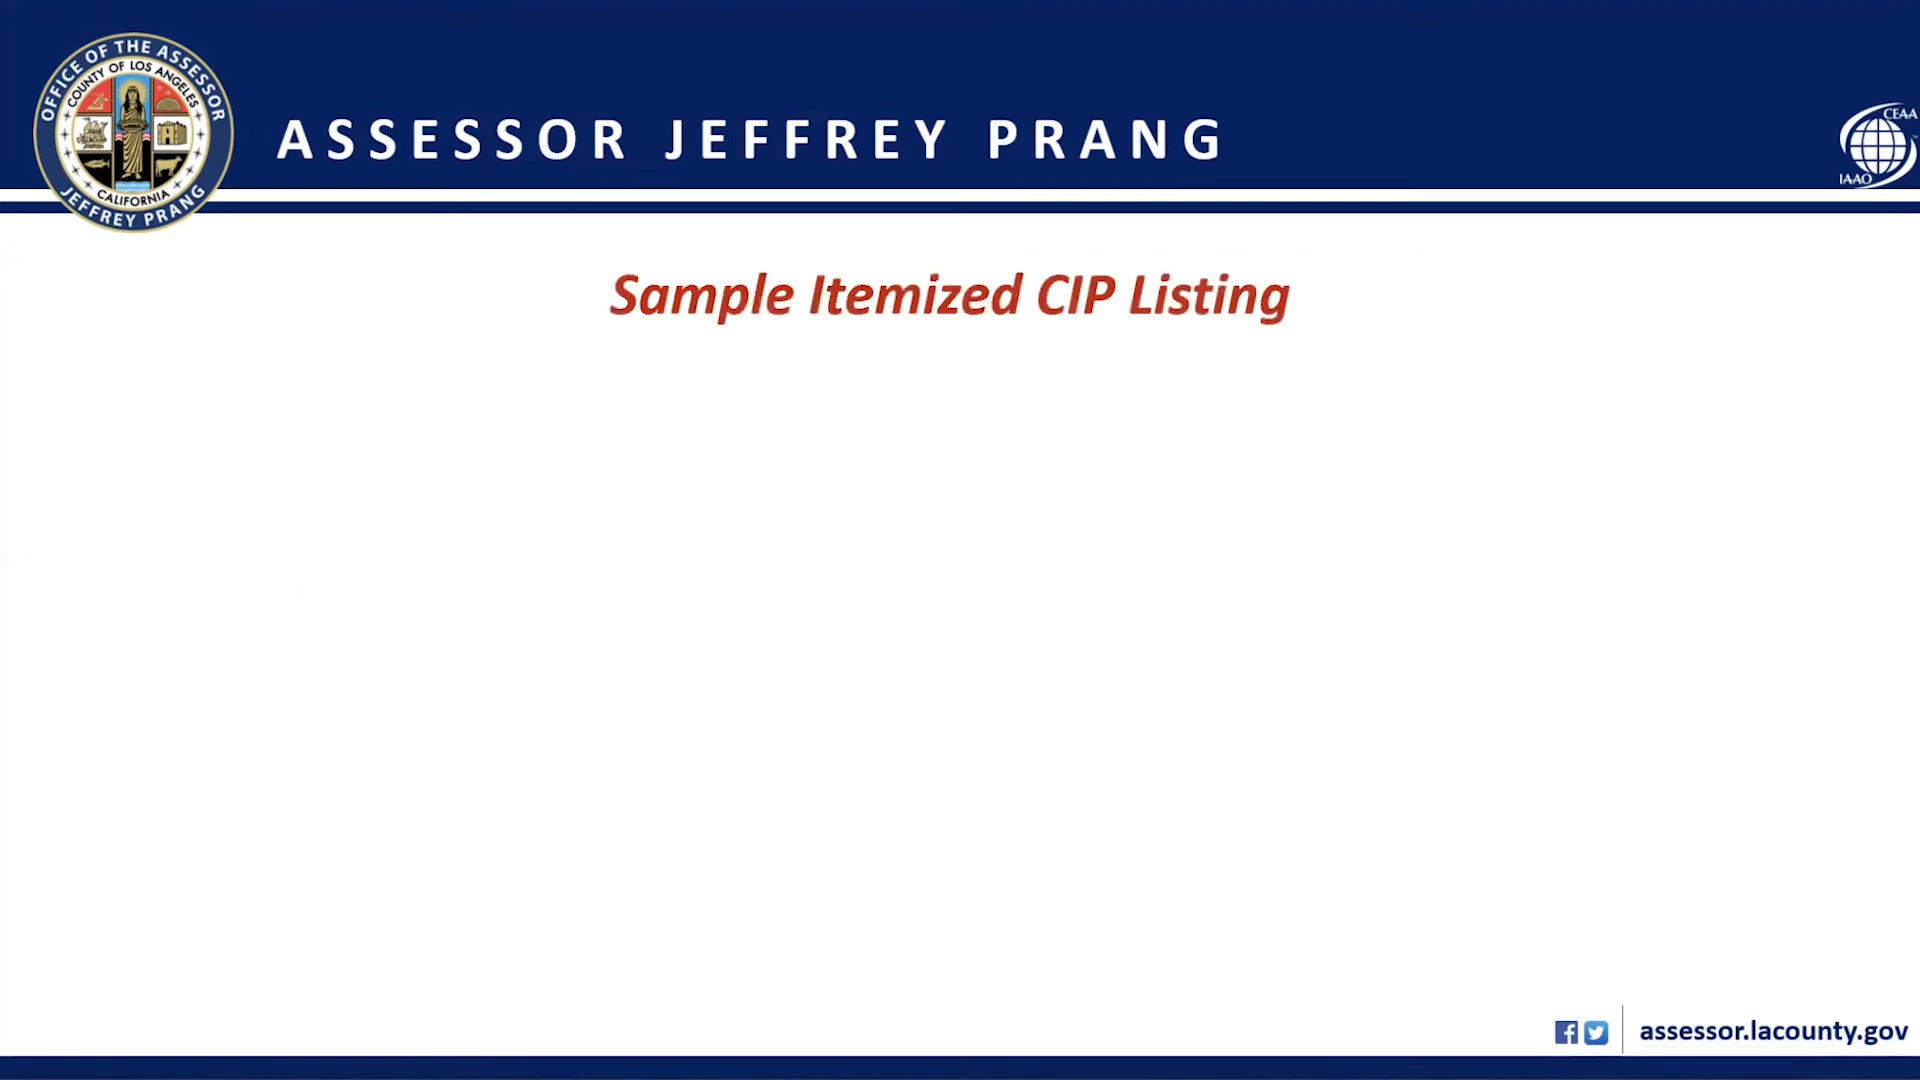 OFFICE OF THE ASSESSOR
COUNTY OF LOS ANGELES
CALIFORNIA
JEFFREY PRANG
ASSESSOR JEFFREY PRANG
CEAA
IAAO
Sample Itemized CIP Listing
assessor.lacounty.gov